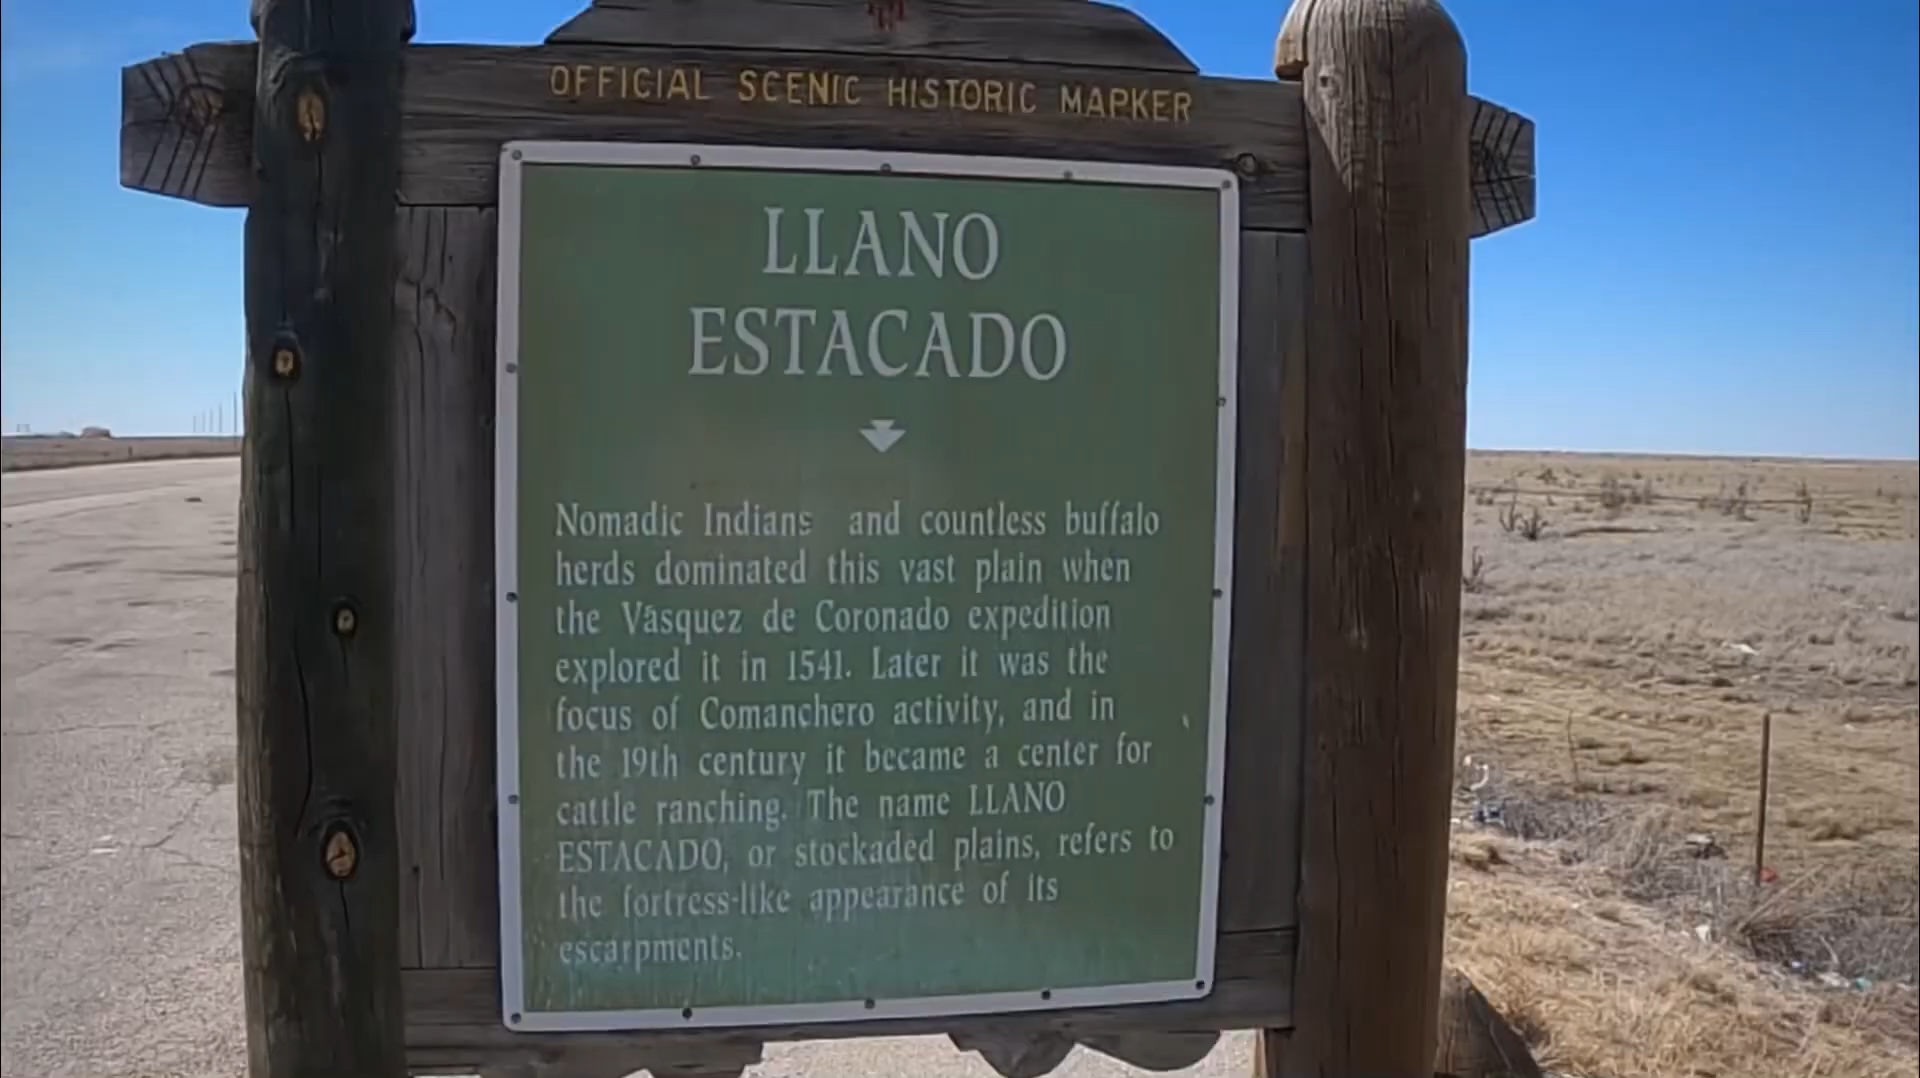 OFFICIAL SCENIC HISTORIC MAPKER
LLANO
ESTACADO
Nomadic Indians and countless buffalo
herds dominated this vast plain when
the Vásquez de Coronado expedition
explored it in 1541. Later it was the
focus of Comanchero activity, and in
the 19th century it became a center for
cattle ranching. The name LLANO
ESTACADO, or stockaded plains, refers to
the fortress-like appearance of its
escarpments.